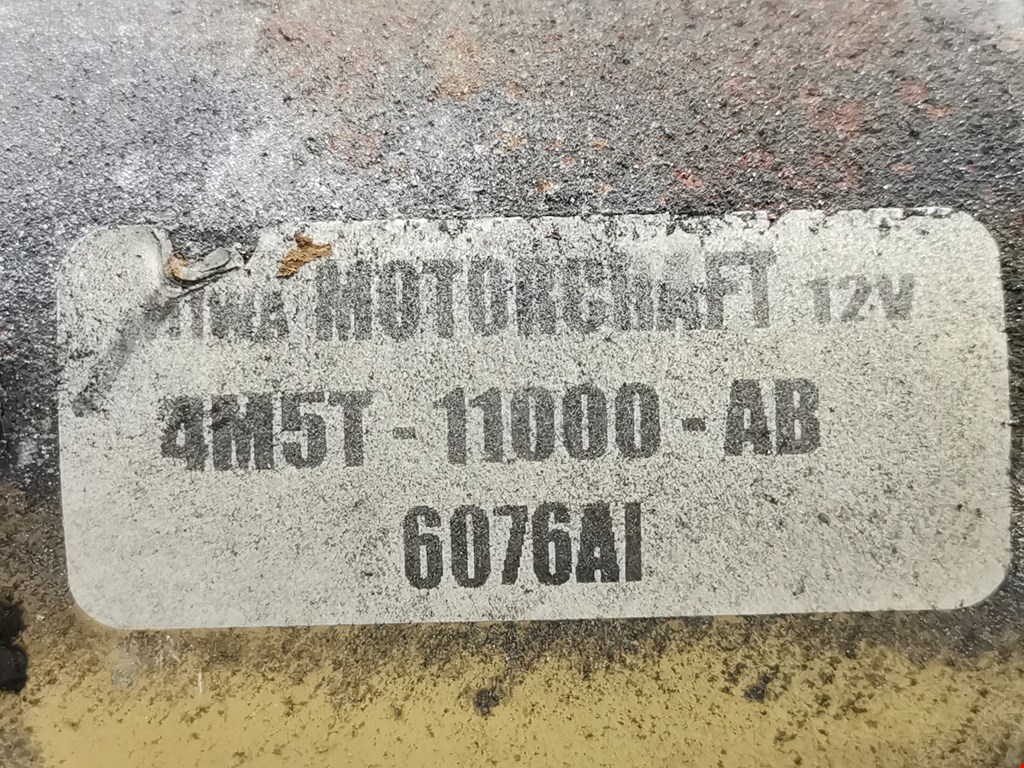 MOTORCRAFT 12V
4M5T - 11000 - AB
6076AI